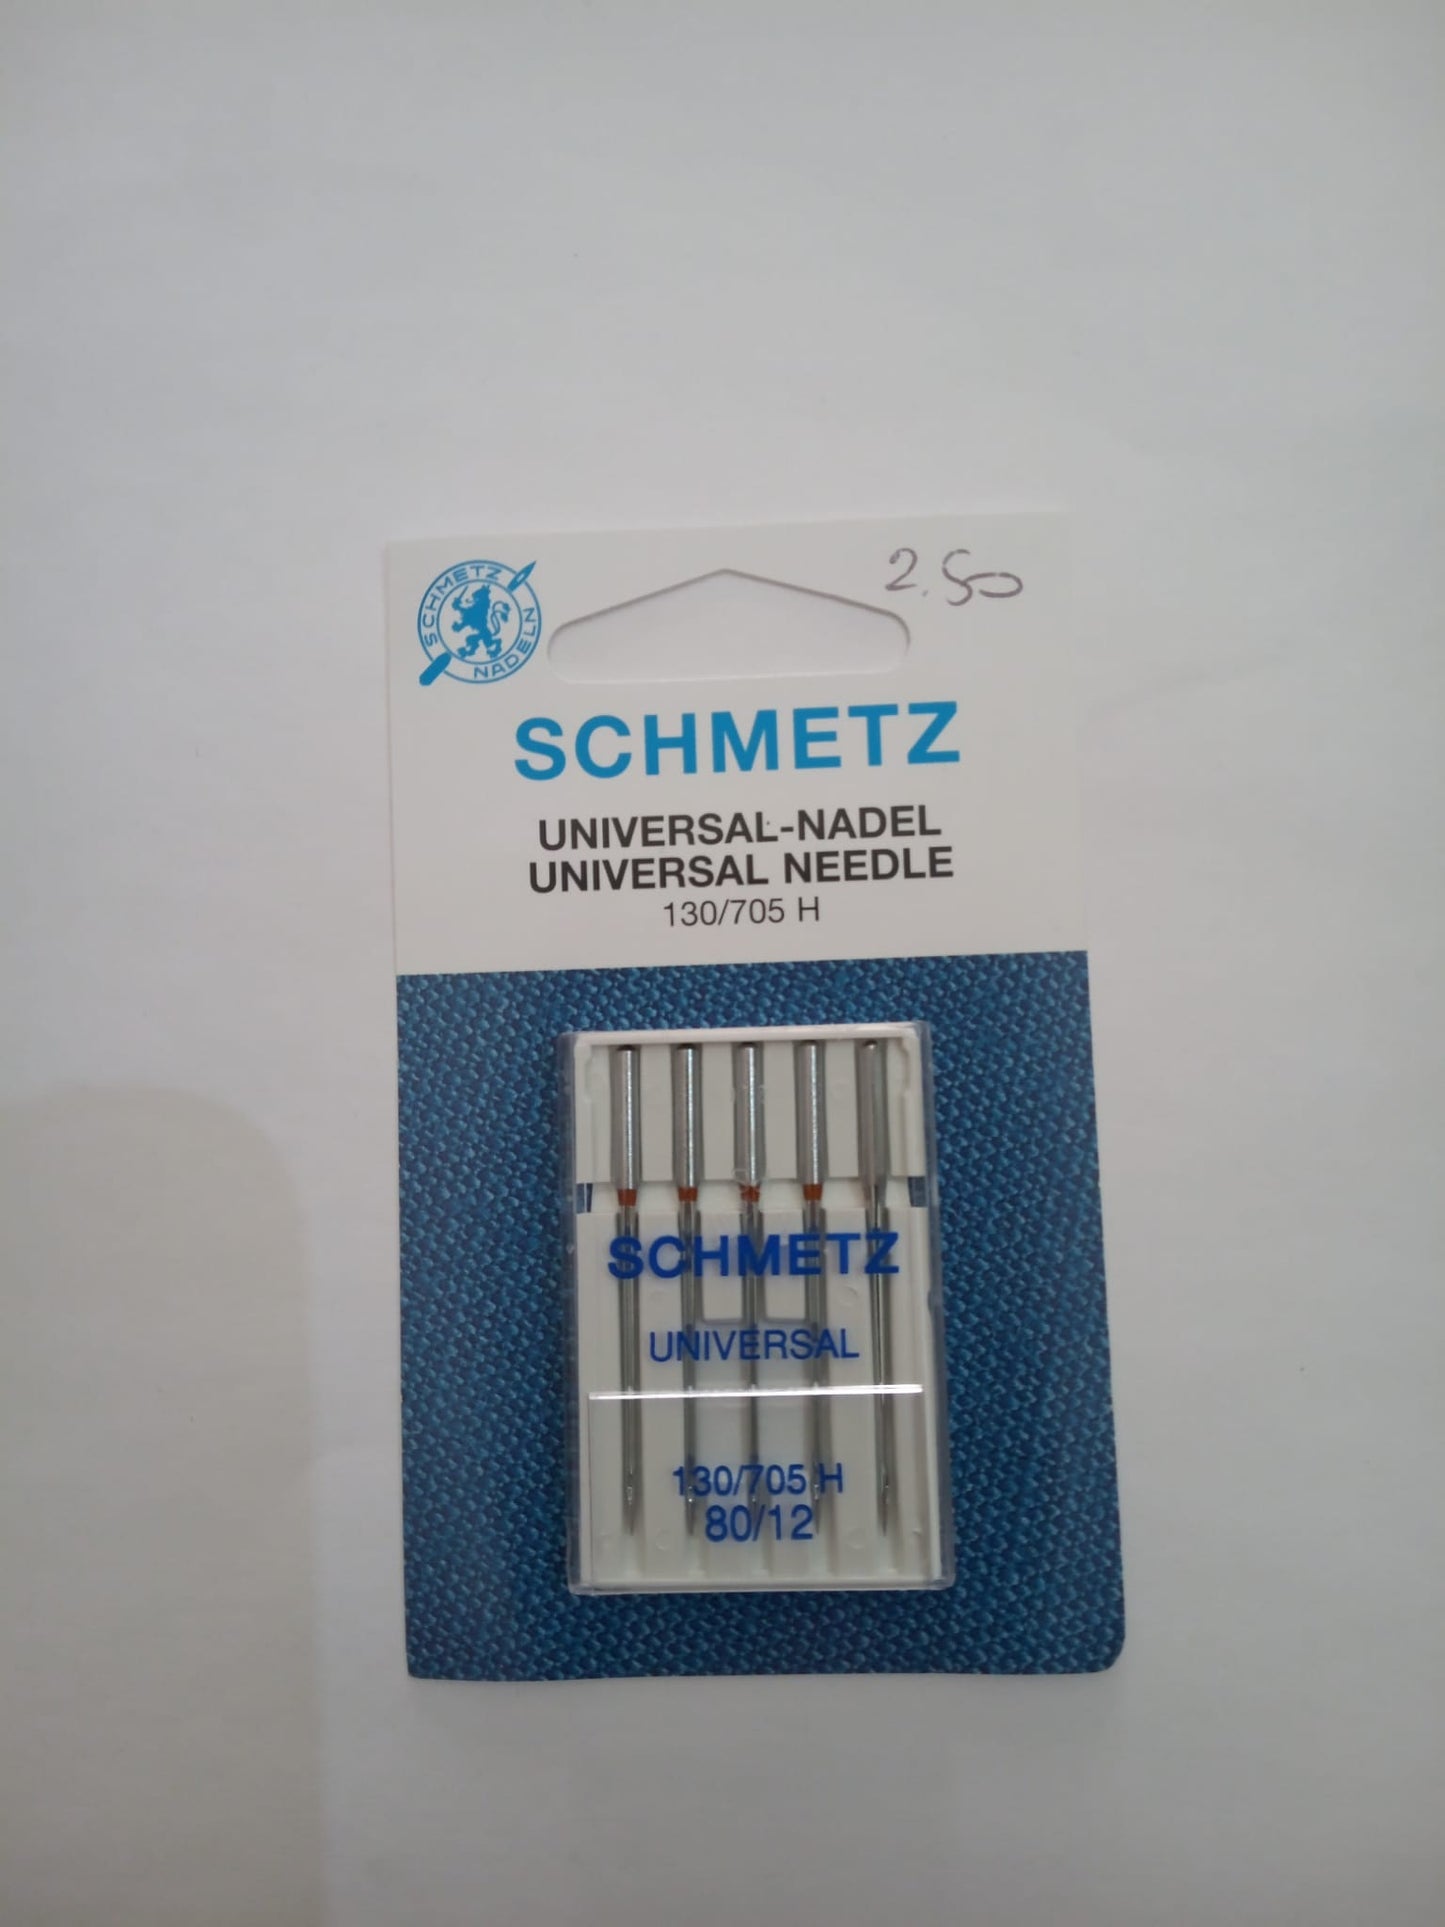 2.50
SCHMETZ
NADELN
SCHMETZ
UNIVERSAL-NADEL
UNIVERSAL NEEDLE
130/705 H
SCHMETZ
UNIVERSAL
130/705 H
80/12